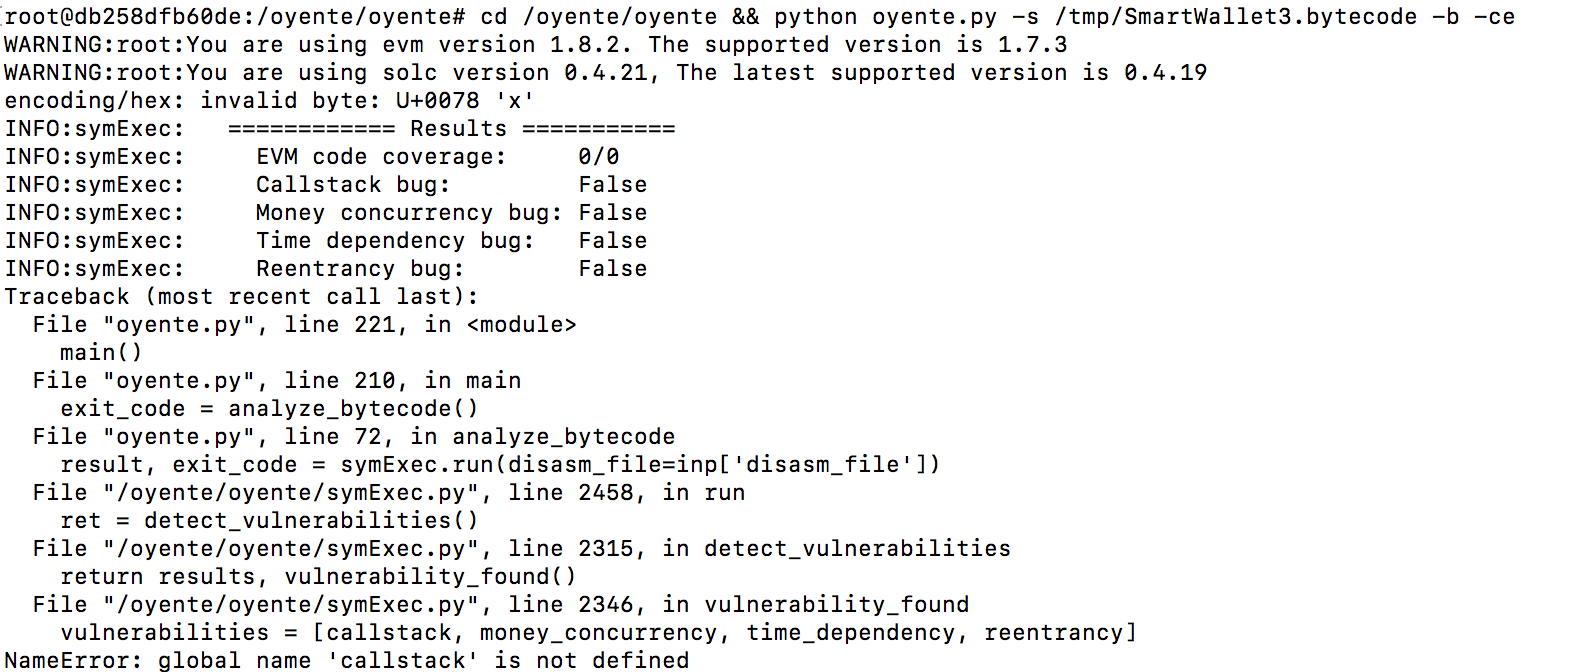 root@db258dfb60de:/oyente/oyente# cd /oyente/oyente && python oyente.py -s /tmp/SmartWallet3.bytecode -b -ce
WARNING:root:You are using evm version 1.8.2. The supported version is 1.7.3
WARNING:root:You are using solc version 0.4.21, The latest supported version is 0.4.19
encoding/hex: invalid byte: U+0078 'x'
INFO:symExec:   ============ Results ===========
INFO:symExec:     EVM code coverage:     0/0
INFO:symExec:     Callstack bug:         False
INFO:symExec:     Money concurrency bug: False
INFO:symExec:     Time dependency bug:   False
INFO:symExec:     Reentrancy bug:        False
Traceback (most recent call last):
  File "oyente.py", line 221, in <module>
    main()
  File "oyente.py", line 210, in main
    exit_code = analyze_bytecode()
  File "oyente.py", line 72, in analyze_bytecode
    result, exit_code = symExec.run(disasm_file=inp['disasm_file'])
  File "/oyente/oyente/symExec.py", line 2458, in run
    ret = detect_vulnerabilities()
  File "/oyente/oyente/symExec.py", line 2315, in detect_vulnerabilities
    return results, vulnerability_found()
  File "/oyente/oyente/symExec.py", line 2346, in vulnerability_found
    vulnerabilities = [callstack, money_concurrency, time_dependency, reentrancy]
NameError: global name 'callstack' is not defined